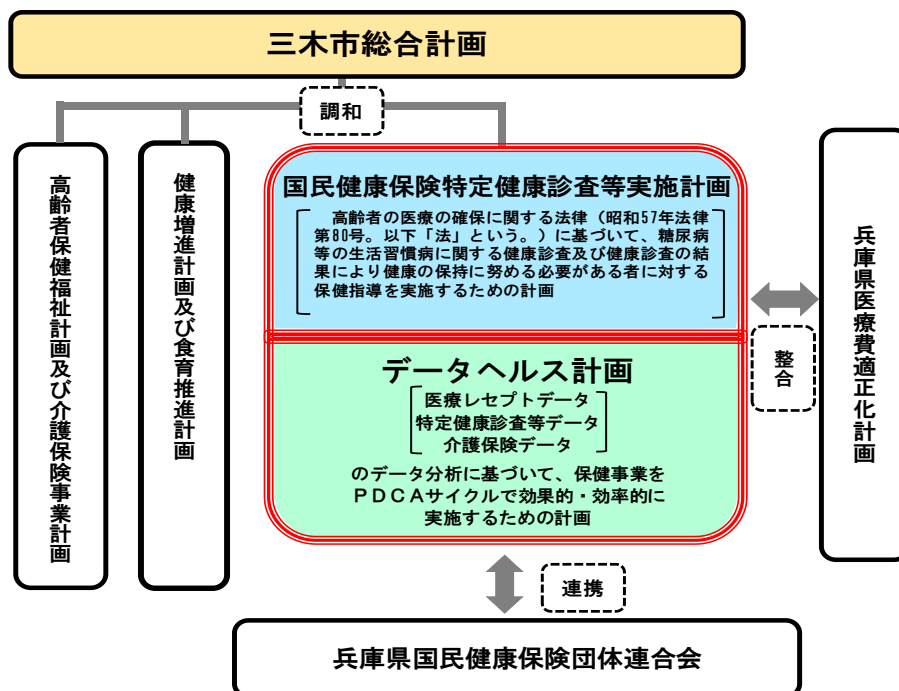 三木市総合計画
調和
高齢者保健福祉計画及び介護保険事業計画
健康増進計画及び食育推進計画
国民健康保険特定健康診査等実施計画
高齢者の医療の確保に関する法律(昭和57年法律
第80号。以下「法」という。)に基づいて、糖尿病
等の生活習慣病に関する健康診査及び健康診査の結
果により健康の保持に努める必要がある者に対する
保健指導を実施するための計画
データヘルス計画
医療レセプトデータ
特定健康診査等データ
介護保険データ
のデータ分析に基づいて、保健事業を
PDCAサイクルで効果的・効率的に
実施するための計画
整合
兵庫県医療費適正化計画
連携
兵庫県国民健康保険団体連合会